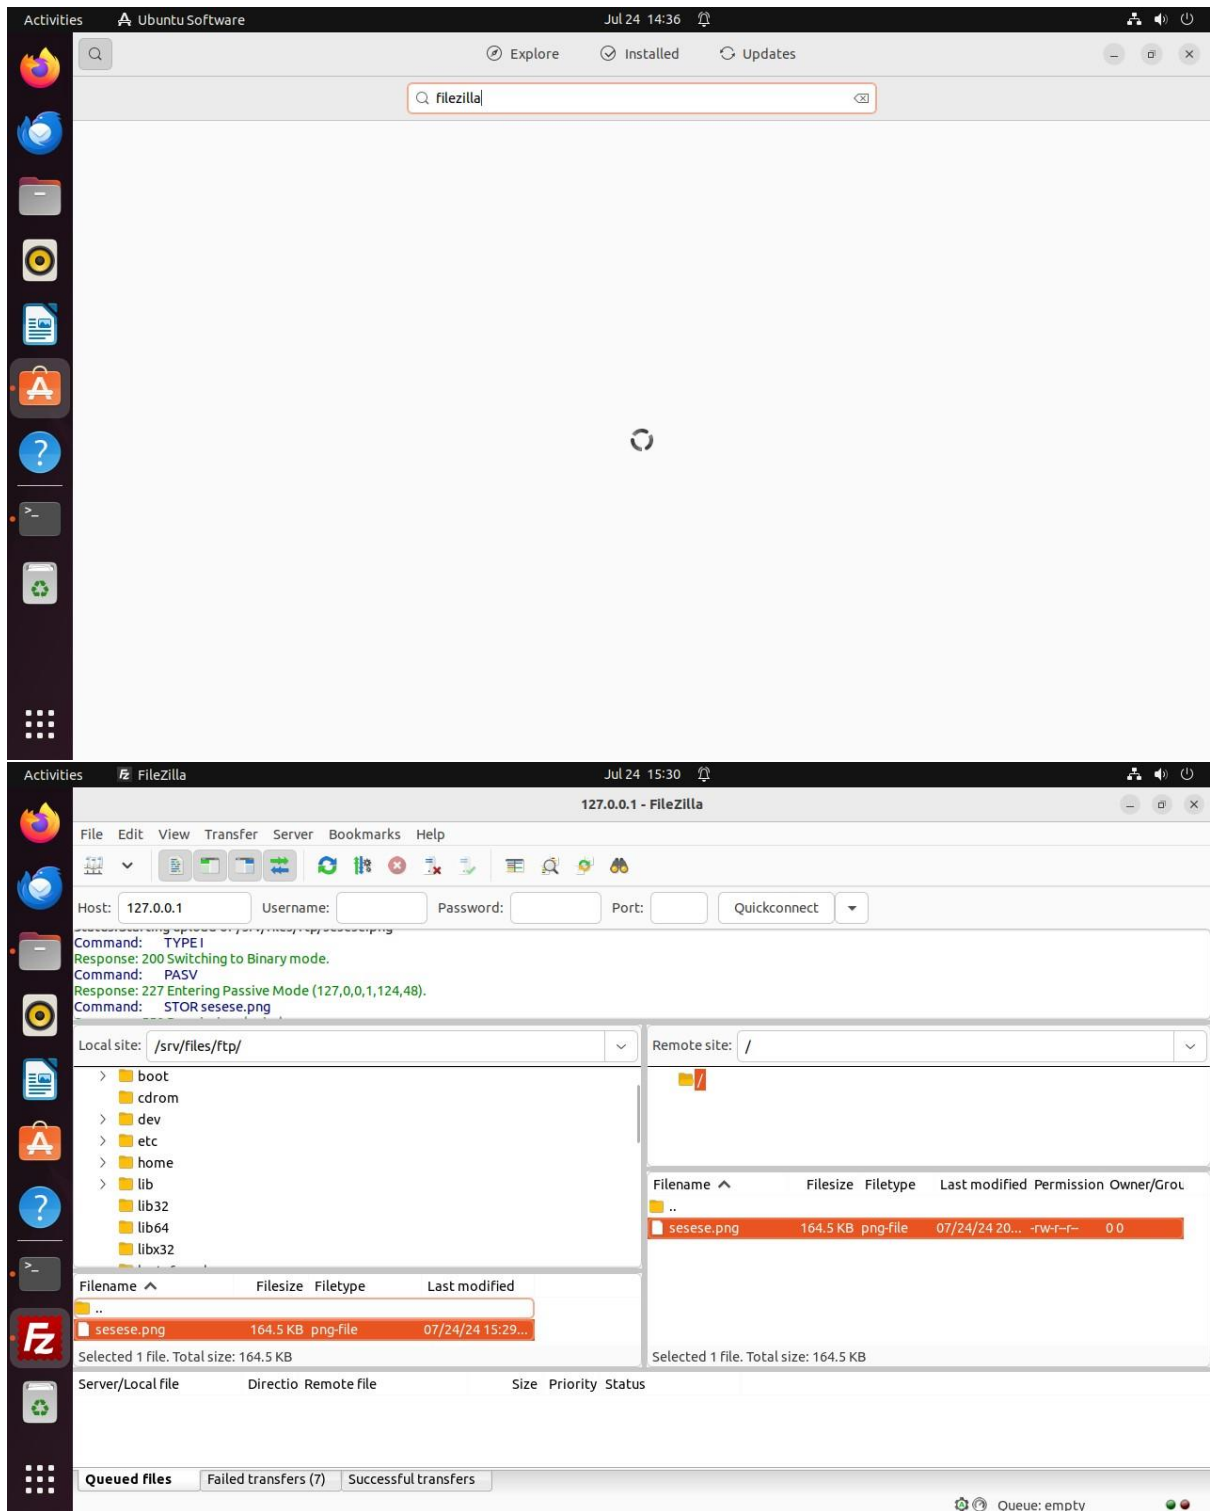 Activities Ubuntu Software Jul 24 14:36
Explore Installed Updates
filezilla
Activities FileZilla Jul 24 15:30
127.0.0.1 - FileZilla
File Edit View Transfer Server Bookmarks Help
Host: 127.0.0.1 Username: Password: Port: Quickconnect
Command: TYPE I
Response: 200 Switching to Binary mode.
Command: PASV
Response: 227 Entering Passive Mode (127,0,0,1,124,48).
Command: STOR sesese.png
Local site: /srv/files/ftp/ Remote site: /
boot /
cdrom
dev
etc
home
lib
lib32
lib64
libx32
Filename Filesize Filetype Last modified Permission Owner/Grou
..
sesese.png 164.5 KB png-file 07/24/24 20... -rw-r--r-- 0 0
Filename Filesize Filetype Last modified
..
sesese.png 164.5 KB png-file 07/24/24 15:29...
Selected 1 file. Total size: 164.5 KB Selected 1 file. Total size: 164.5 KB
Server/Local file Directio Remote file Size Priority Status
Queued files Failed transfers (7) Successful transfers
Queue: empty